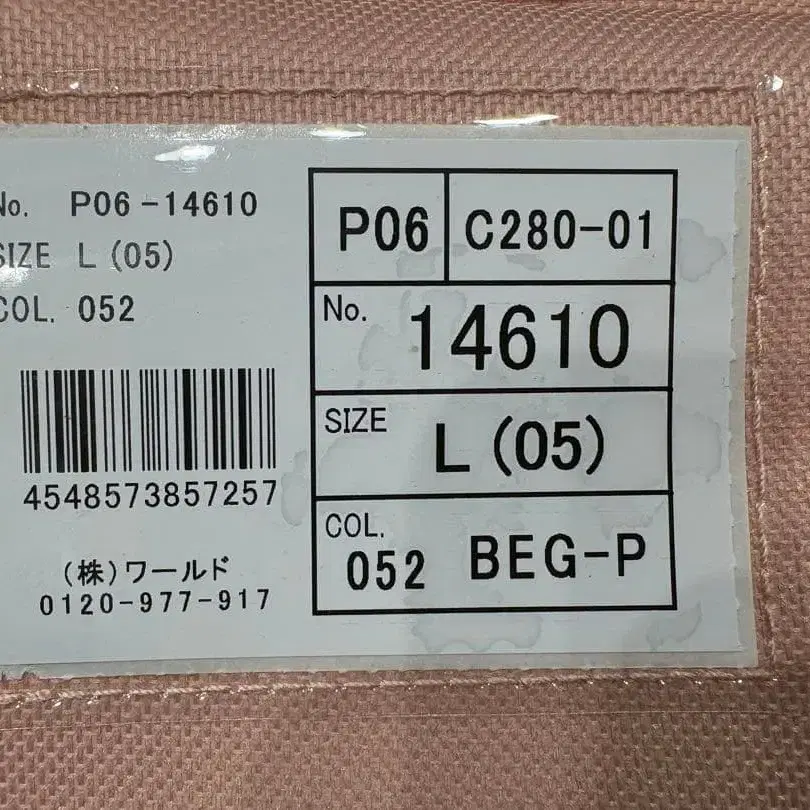 No. P06-14610
SIZE L (05)
COL. 052
4548573857257
(株)ワールド
0120-977-917
P06 C280-01
No. 14610
SIZE L (05)
COL. 052 BEG-P